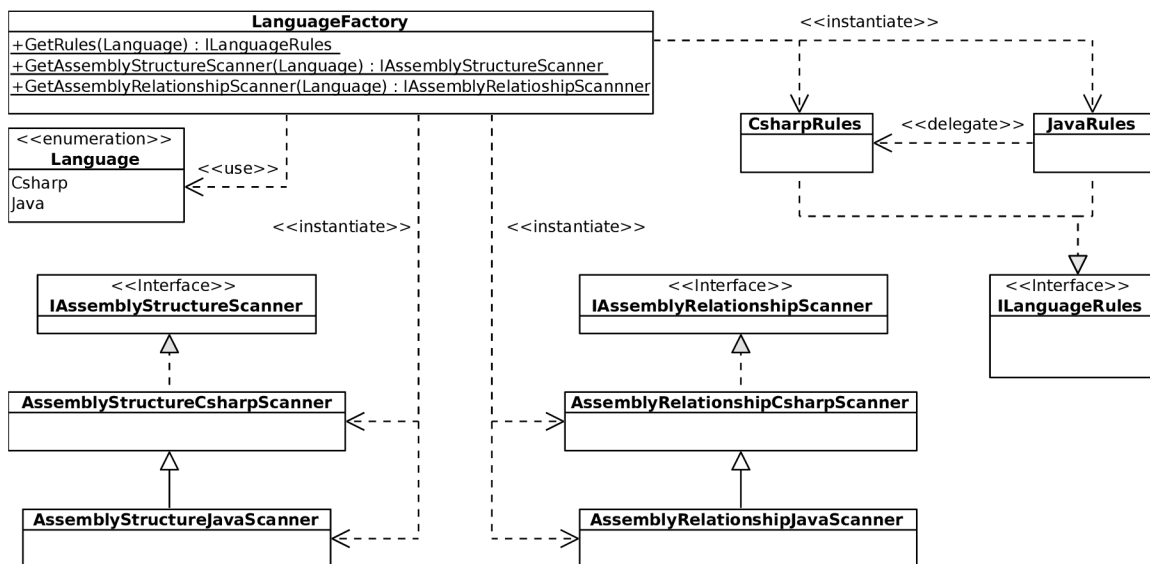 LanguageFactory
+GetRules(Language) : ILanguageRules
+GetAssemblyStructureScanner(Language) : IAssemblyStructureScanner
+GetAssemblyRelationshipScanner(Language) : IAssemblyRelatioshipScannner
<<instantiate>>
CsharpRules
<<delegate>>
JavaRules
<<enumeration>>
Language
Csharp
Java
<<use>>
<<instantiate>>
<<instantiate>>
<<Interface>>
IAssemblyStructureScanner
<<Interface>>
IAssemblyRelationshipScanner
<<Interface>>
ILanguageRules
AssemblyStructureCsharpScanner
AssemblyRelationshipCsharpScanner
AssemblyStructureJavaScanner
AssemblyRelationshipJavaScanner